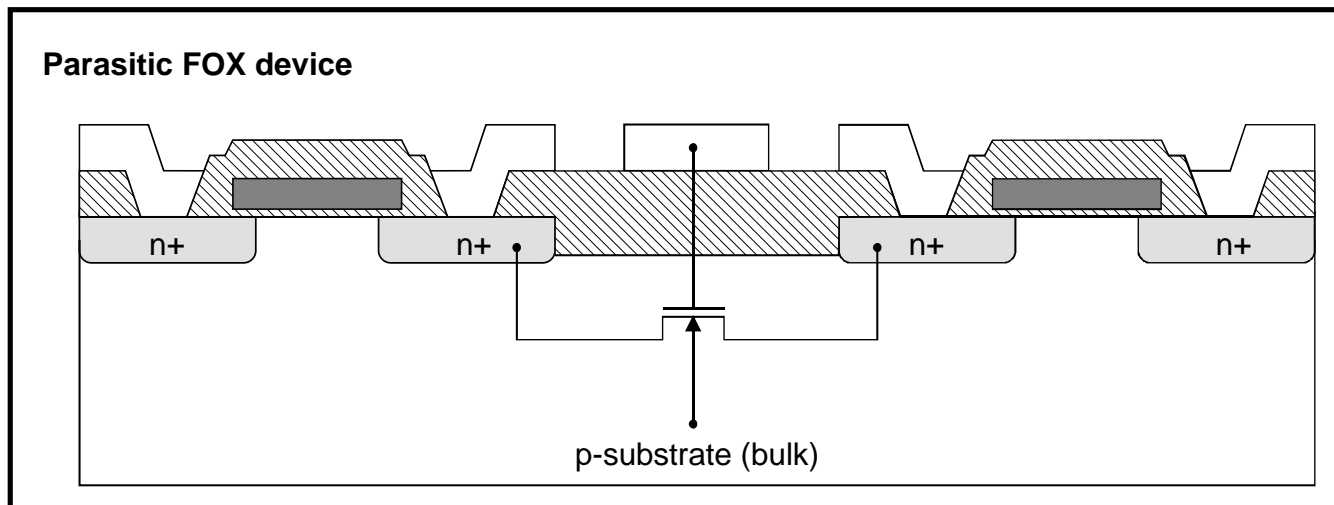 Parasitic FOX device
n+ n+ n+ n+
p-substrate (bulk)